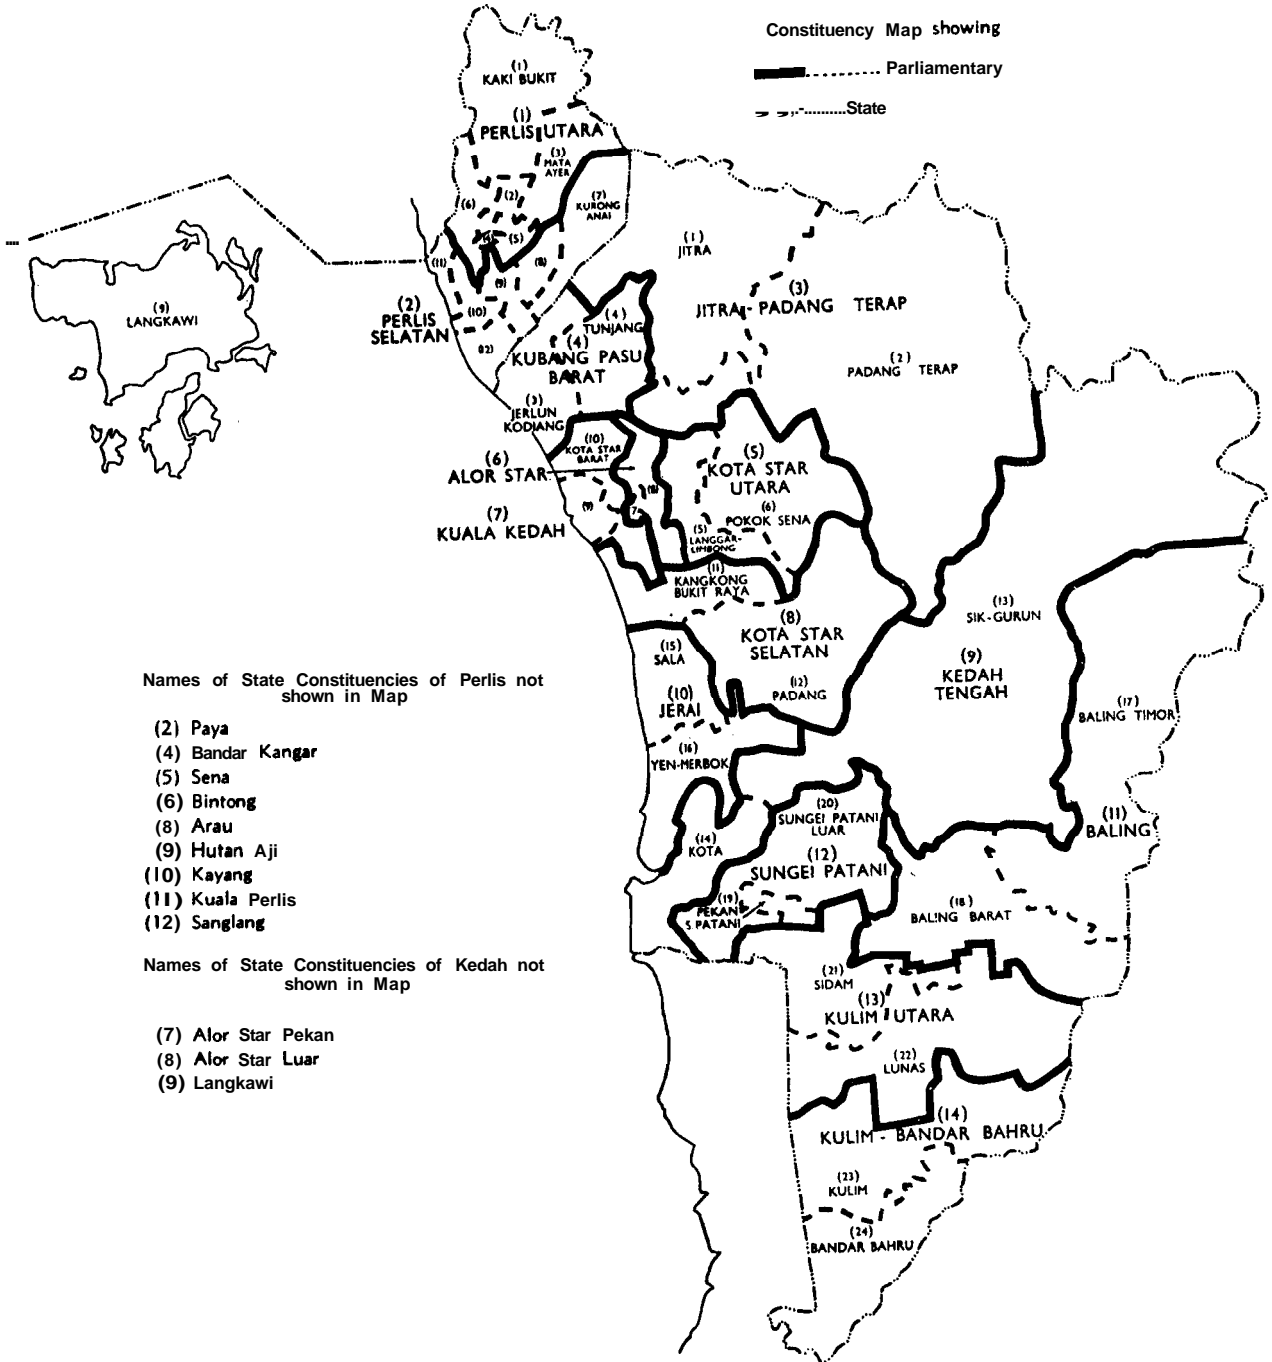 Constituency Map showing
Parliamentary
State
(1)
KAKI BUKIT
(1)
PERLIS UTARA
(3)
MATA
AYER
(2)
(6)
(7)
KURONG
ANAI
(4)
(5)
(11)
(8)
(9)
(10)
(12)
(2)
PERLIS
SELATAN
(9)
LANGKAWI
(1)
JITRA
(3)
JITRA-PADANG TERAP
(2)
PADANG TERAP
(4)
TUNJANG
(4)
KUBANG PASU
BARAT
(3)
JERLUN
KODIANG
(10)
KOTA STAR
BARAT
(6)
ALOR STAR
(7)
KUALA KEDAH
(9)
(8)
7
(5)
KOTA STAR
UTARA
(6)
POKOK SENA
(5)
LANGGAR-
LIMBONG
(11)
KANGKONG
BUKIT RAYA
(8)
KOTA STAR
SELATAN
(12)
PADANG
(13)
SIK-GURUN
(9)
KEDAH
TENGAH
(15)
SALA
(10)
JERAI
(16)
YEN-MERBOK
(17)
BALING TIMOR
(11)
BALING
(14)
KOTA
(20)
SUNGEI PATANI
LUAR
(12)
SUNGEI PATANI
(19)
PEKAN
S.PATANI
(18)
BALING BARAT
(21)
SIDAM
(13)
KULIM UTARA
(22)
LUNAS
(14)
KULIM - BANDAR BAHRU
(23)
KULIM
(24)
BANDAR BAHRU
Names of State Constituencies of Perlis not
shown in Map
(2) Paya
(4) Bandar Kangar
(5) Sena
(6) Bintong
(8) Arau
(9) Hutan Aji
(10) Kayang
(11) Kuala Perlis
(12) Sanglang
Names of State Constituencies of Kedah not
shown in Map
(7) Alor Star Pekan
(8) Alor Star Luar
(9) Langkawi